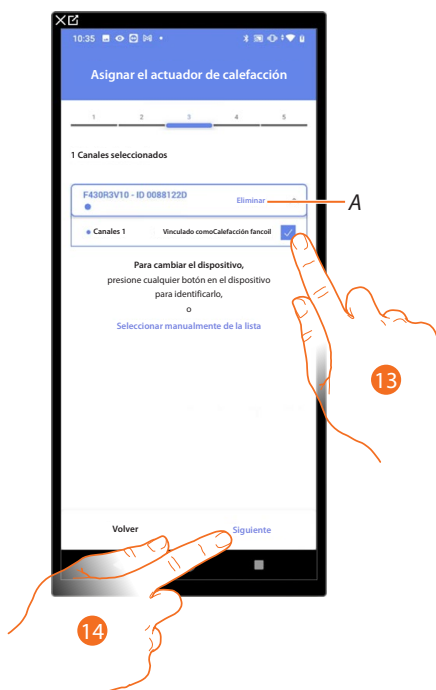 10:35
Asignar el actuador de calefacción
1 2 3 4 5
1 Canales seleccionados
F430R3V10 - ID 0088122D
Eliminar
A
Canales 1 Vinculado comoCalefacción fancoil
Para cambiar el dispositivo,
presione cualquier botón en el dispositivo
para identificarlo,
o
Seleccionar manualmente de la lista
13
Volver Siguiente
14